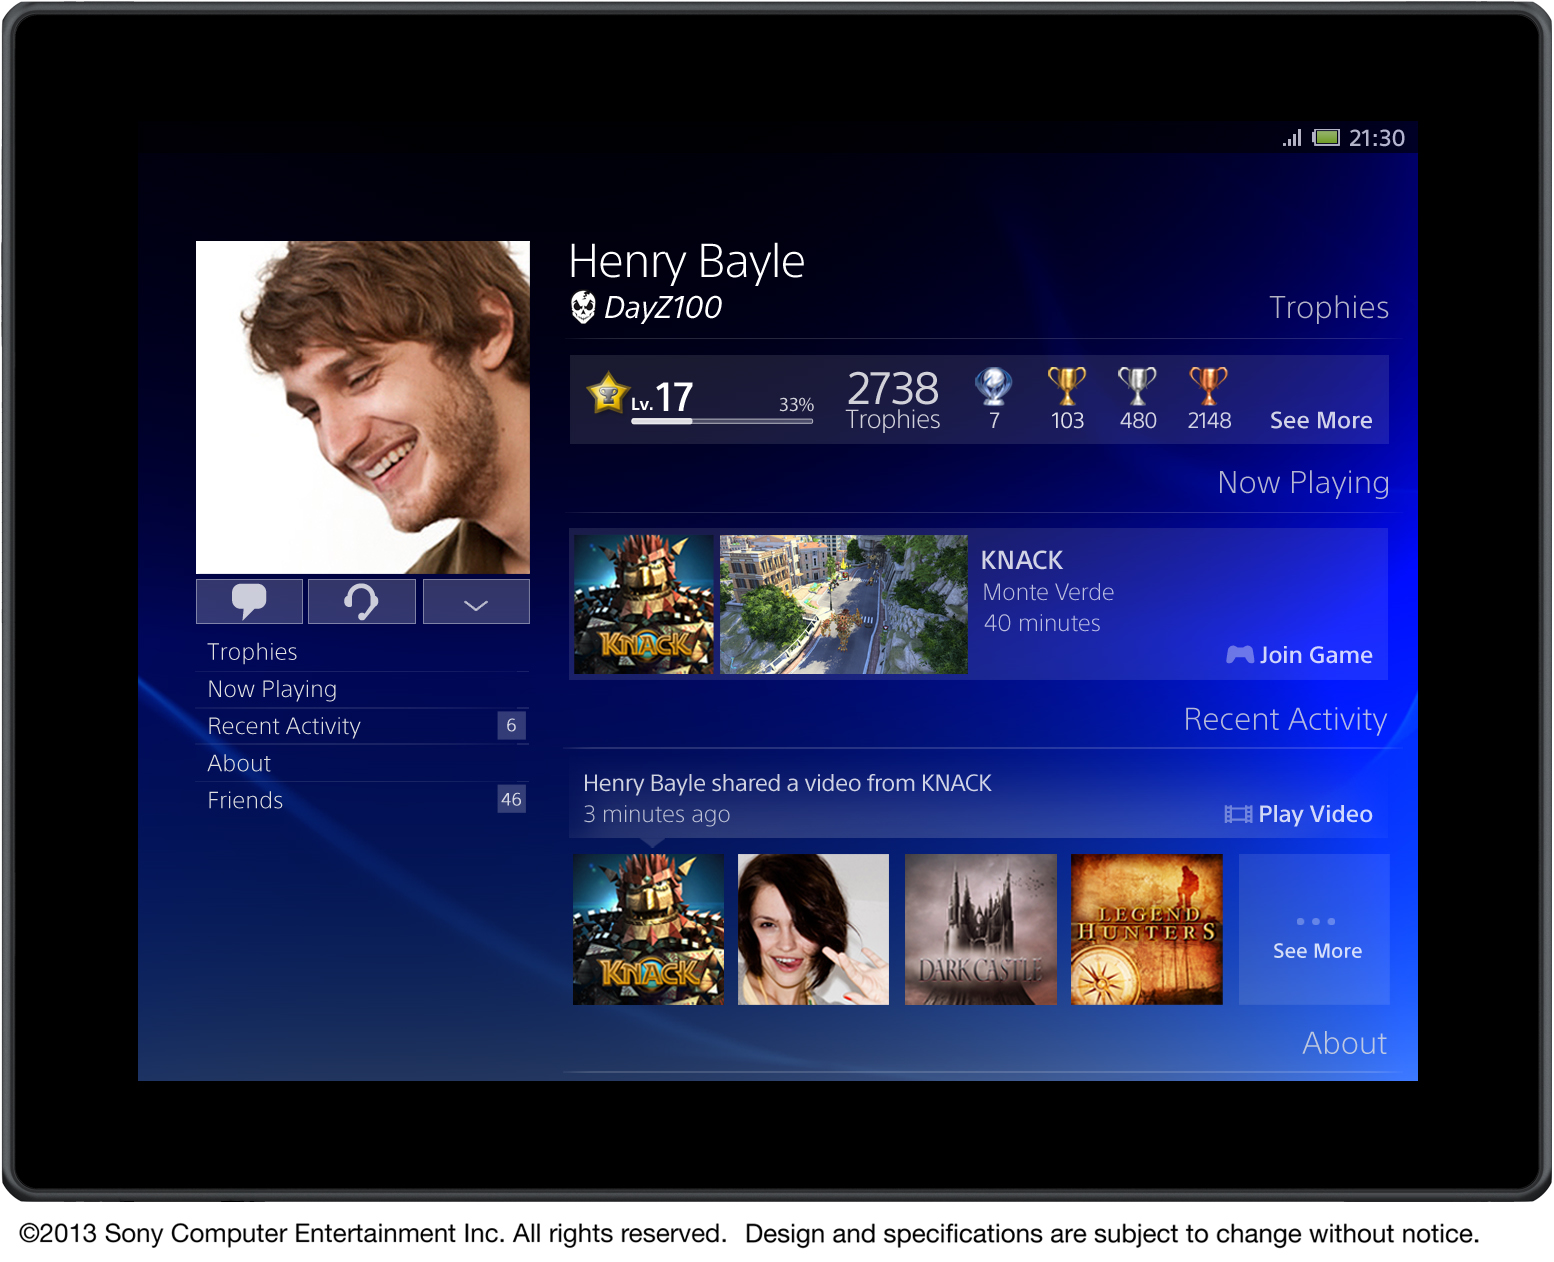 21:30
Henry Bayle
DayZ100
Trophies
Lv. 17
33%
2738
Trophies
7
103
480
2148
See More
Now Playing
KNACK
KNACK
Monte Verde
40 minutes
Join Game
Trophies
Now Playing
Recent Activity 6
About
Friends 46
Recent Activity
Henry Bayle shared a video from KNACK
3 minutes ago
Play Video
KNACK
DARK CASTLE
LEGEND
HUNTERS
See More
About
©2013 Sony Computer Entertainment Inc. All rights reserved. Design and specifications are subject to change without notice.